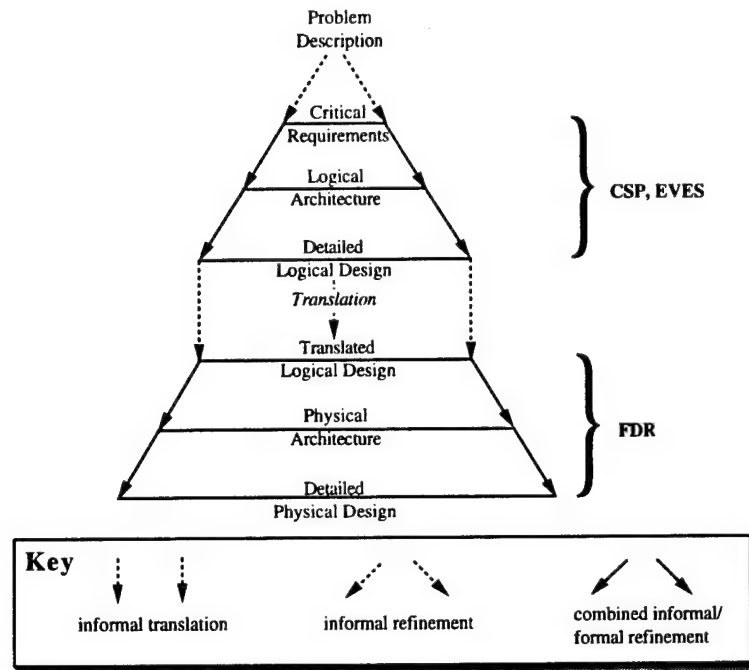 Problem
Description
Critical
Requirements
Logical
Architecture
CSP, EVES
Detailed
Logical Design
Translation
Translated
Logical Design
Physical
Architecture
FDR
Detailed
Physical Design
Key
informal translation
informal refinement
combined informal/
formal refinement